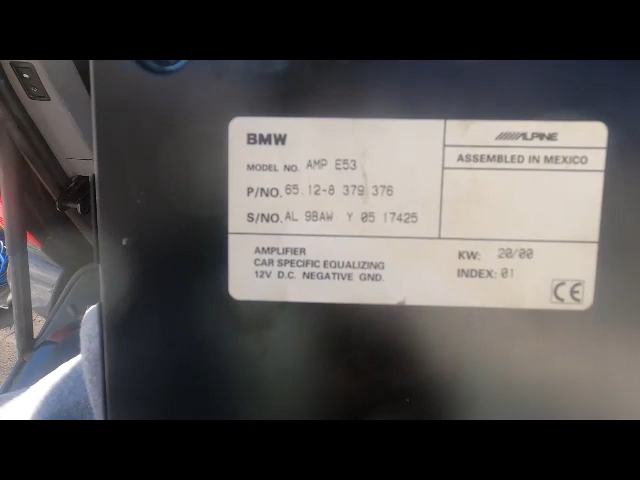 BMW
MODEL NO. AMP E53
P/NO. 65.12-8 379 376
S/NO. AL 9BAW Y 05 17425
ALPINE
ASSEMBLED IN MEXICO
AMPLIFIER
CAR SPECIFIC EQUALIZING
12V D.C. NEGATIVE GND.
KW: 20/00
INDEX: 01
CE